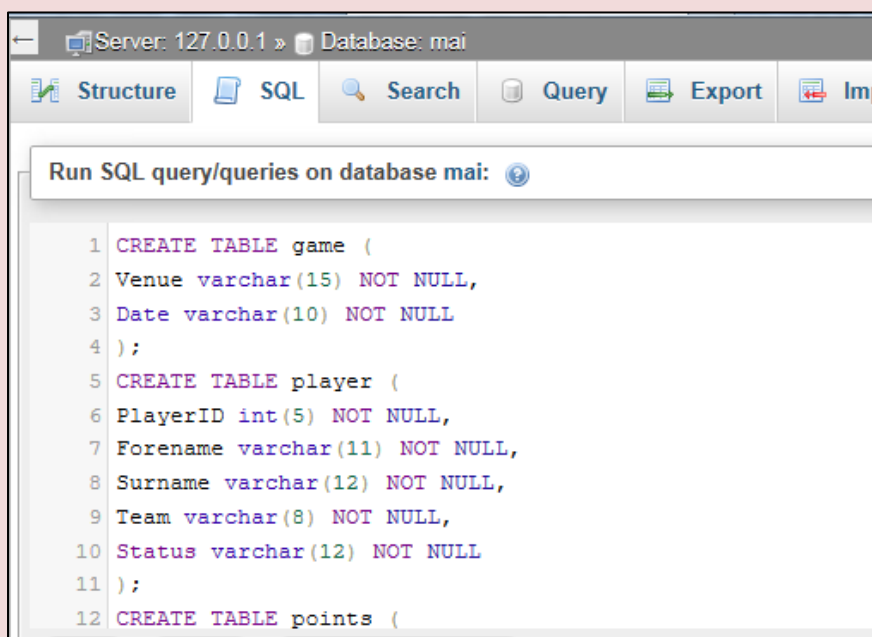 Server: 127.0.0.1 » Database: mai
Structure SQL Search Query Export Im
Run SQL query/queries on database mai:
1 CREATE TABLE game (
2 Venue varchar(15) NOT NULL,
3 Date varchar(10) NOT NULL
4 );
5 CREATE TABLE player (
6 PlayerID int(5) NOT NULL,
7 Forename varchar(11) NOT NULL,
8 Surname varchar(12) NOT NULL,
9 Team varchar(8) NOT NULL,
10 Status varchar(12) NOT NULL
11 );
12 CREATE TABLE points (